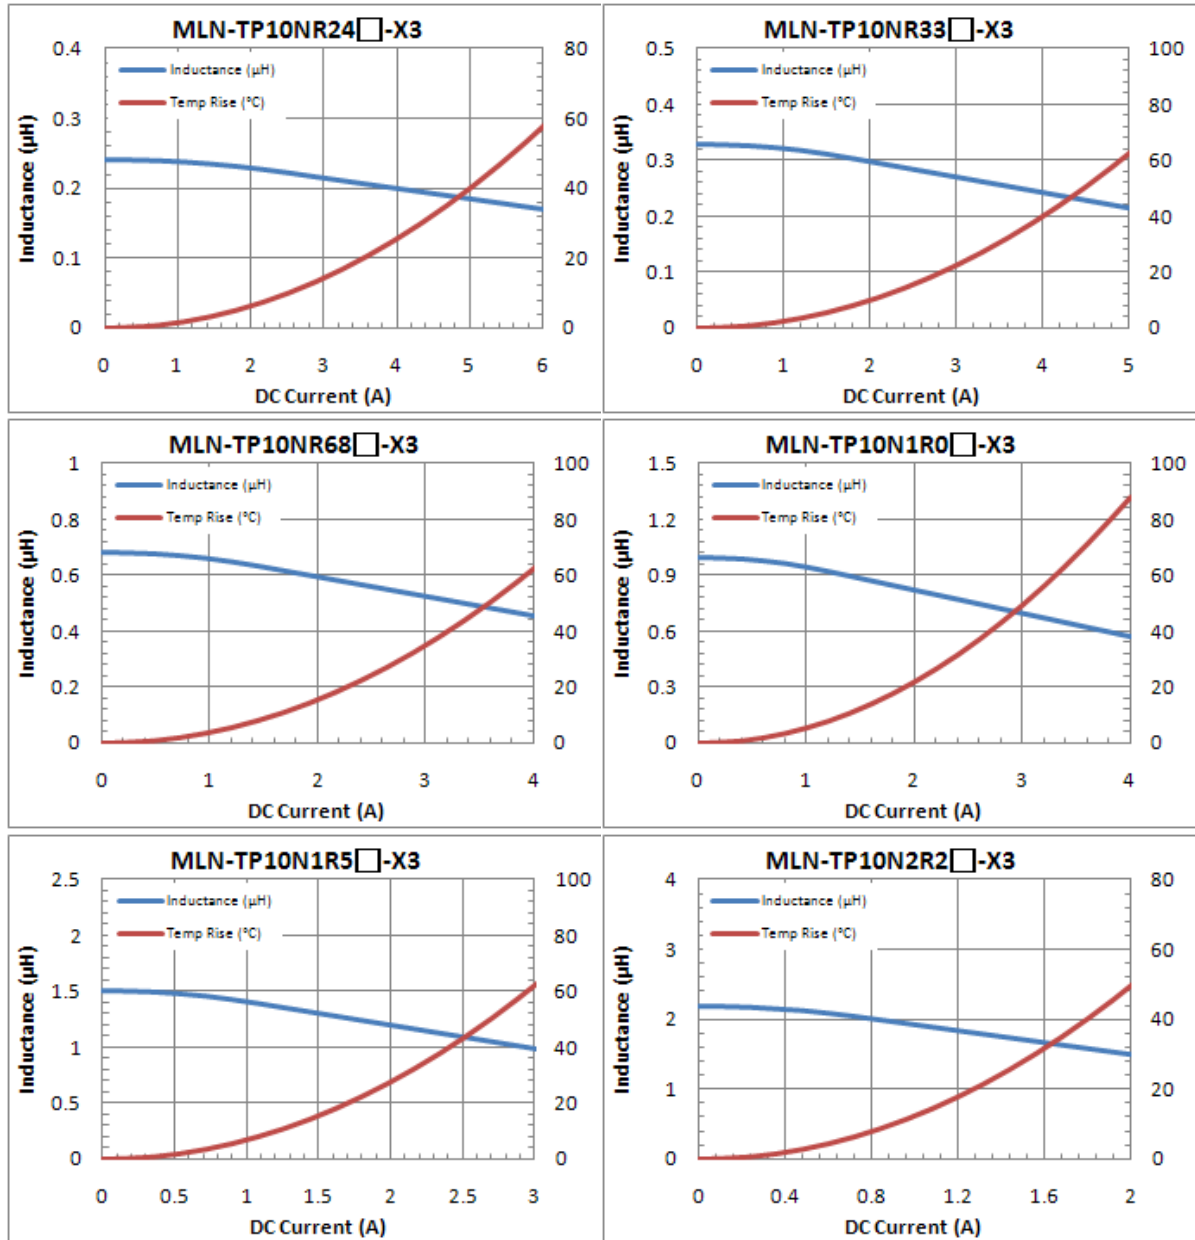 MLN-TP10NR24□-X3
Inductance (µH)
Temp Rise (°C)
0.4
0.3
0.2
0.1
0
80
60
40
20
0
Inductance (µH)
0 1 2 3 4 5 6
DC Current (A)
MLN-TP10NR33□-X3
Inductance (µH)
Temp Rise (°C)
0.5
0.4
0.3
0.2
0.1
0
100
80
60
40
20
0
Inductance (µH)
0 1 2 3 4 5
DC Current (A)
MLN-TP10NR68□-X3
Inductance (µH)
Temp Rise (°C)
1
0.8
0.6
0.4
0.2
0
100
80
60
40
20
0
Inductance (µH)
0 1 2 3 4
DC Current (A)
MLN-TP10N1R0□-X3
Inductance (µH)
Temp Rise (°C)
1.5
1.2
0.9
0.6
0.3
0
100
80
60
40
20
0
Inductance (µH)
0 1 2 3 4
DC Current (A)
MLN-TP10N1R5□-X3
Inductance (µH)
Temp Rise (°C)
2.5
2
1.5
1
0.5
0
100
80
60
40
20
0
Inductance (µH)
0 0.5 1 1.5 2 2.5 3
DC Current (A)
MLN-TP10N2R2□-X3
Inductance (µH)
Temp Rise (°C)
4
3
2
1
0
80
60
40
20
0
Inductance (µH)
0 0.4 0.8 1.2 1.6 2
DC Current (A)